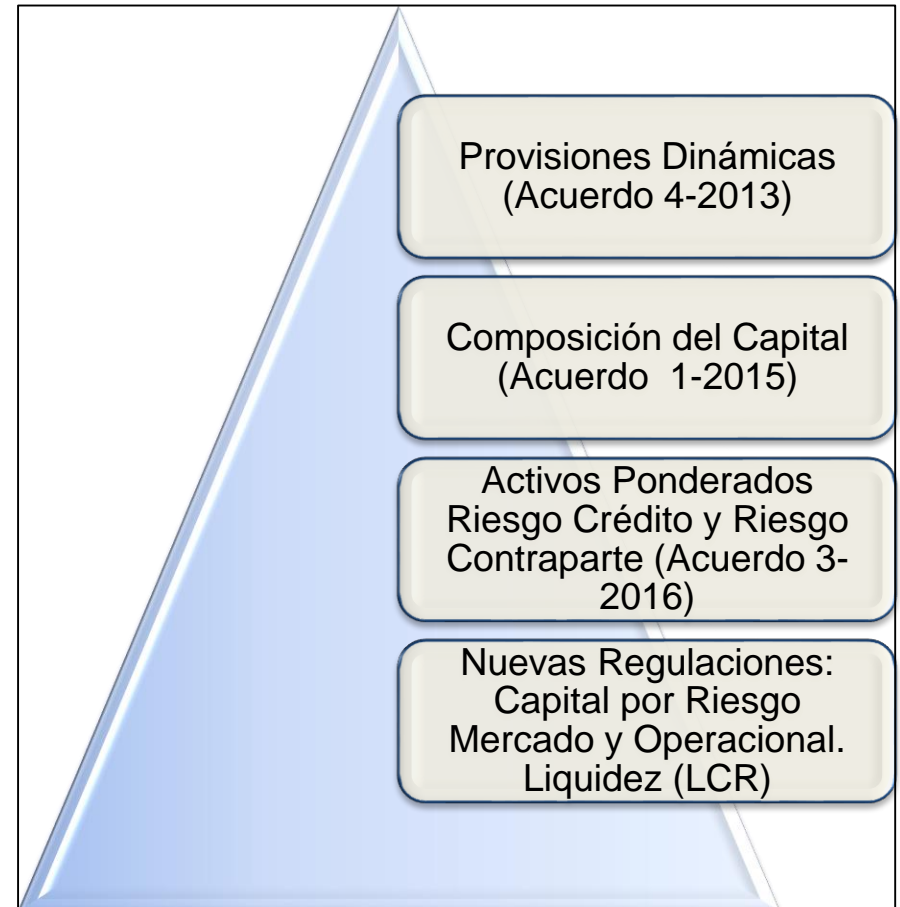 Provisiones Dinámicas
(Acuerdo 4-2013)
Composición del Capital
(Acuerdo  1-2015)
Activos Ponderados
Riesgo Crédito y Riesgo
Contraparte (Acuerdo 3-
2016)
Nuevas Regulaciones:
Capital por Riesgo
Mercado y Operacional.
Liquidez (LCR)